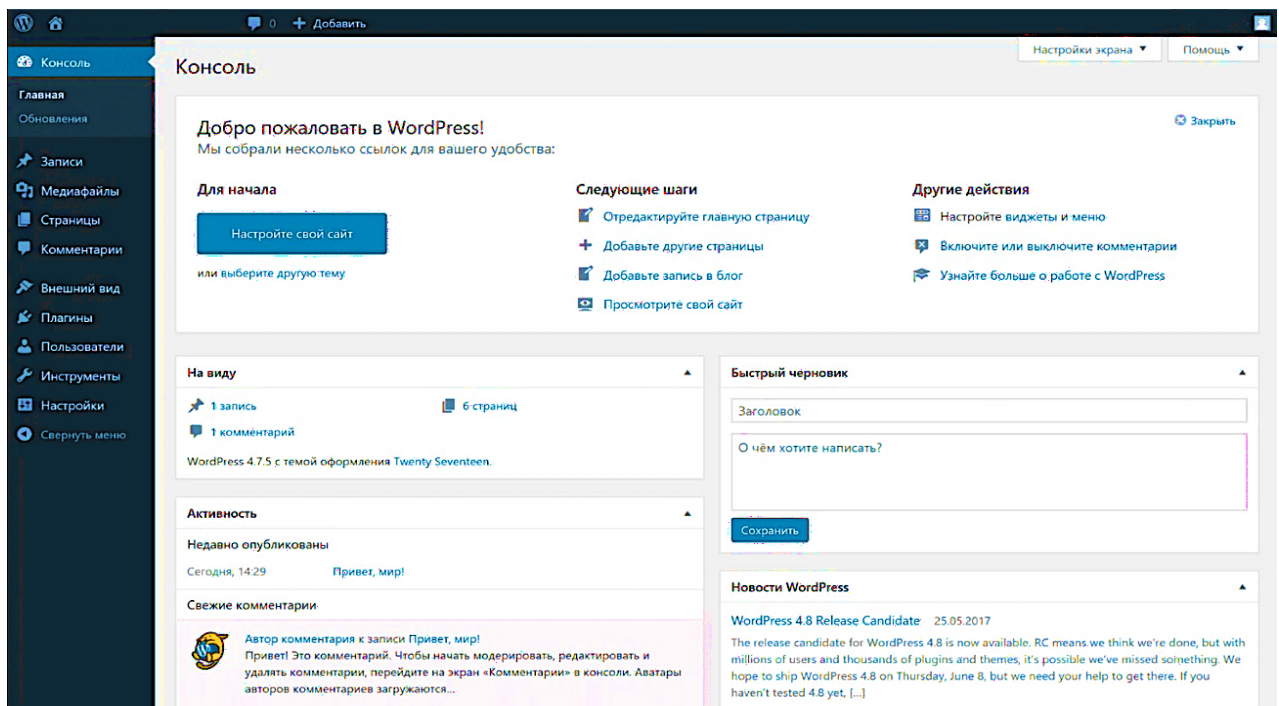 0 Добавить
Настройки экрана Помощь
Консоль
Главная
Обновления
Записи
Медиафайлы
Страницы
Комментарии
Внешний вид
Плагины
Пользователи
Инструменты
Настройки
Свернуть меню
Консоль
Добро пожаловать в WordPress!
Мы собрали несколько ссылок для вашего удобства:
Закрыть
Для начала
Настройте свой сайт
или выберите другую тему
Следующие шаги
Отредактируйте главную страницу
Добавьте другие страницы
Добавьте запись в блог
Просмотрите свой сайт
Другие действия
Настройте виджеты и меню
Включите или выключите комментарии
Узнайте больше о работе с WordPress
На виду
1 запись
6 страниц
1 комментарий
WordPress 4.7.5 с темой оформления Twenty Seventeen.
Активность
Недавно опубликованы
Сегодня, 14:29 Привет, мир!
Свежие комментарии
Автор комментария к записи Привет, мир!
Привет! Это комментарий. Чтобы начать модерировать, редактировать и
удалять комментарии, перейдите на экран «Комментарии» в консоли. Аватары
авторов комментариев загружаются...
Быстрый черновик
Заголовок
О чём хотите написать?
Сохранить
Новости WordPress
WordPress 4.8 Release Candidate 25.05.2017
The release candidate for WordPress 4.8 is now available. RC means we think we're done, but with
millions of users and thousands of plugins and themes, it's possible we've missed something. We
hope to ship WordPress 4.8 on Thursday, June 8, but we need your help to get there. If you
haven't tested 4.8 yet, [...]